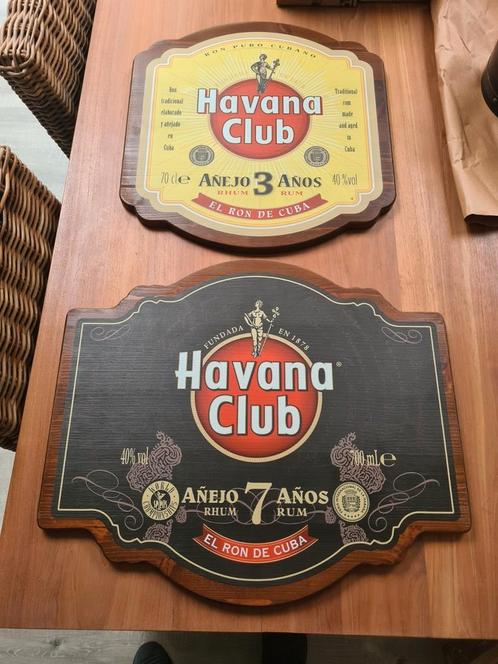 RON PURO CUBANO
Ron
tradicional
elaborado
y añejado
en
Cuba
Traditional
rum
made
and aged
in
Cuba
Havana
Club
70 cl e
AÑEJO 3 AÑOS
RHUM RUM
40 %vol
EL RON DE CUBA
FUNDADA EN 1878
Havana®
Club
40% vol
700 mL e
AÑEJO 7 AÑOS
RHUM RUM
EL RON DE CUBA